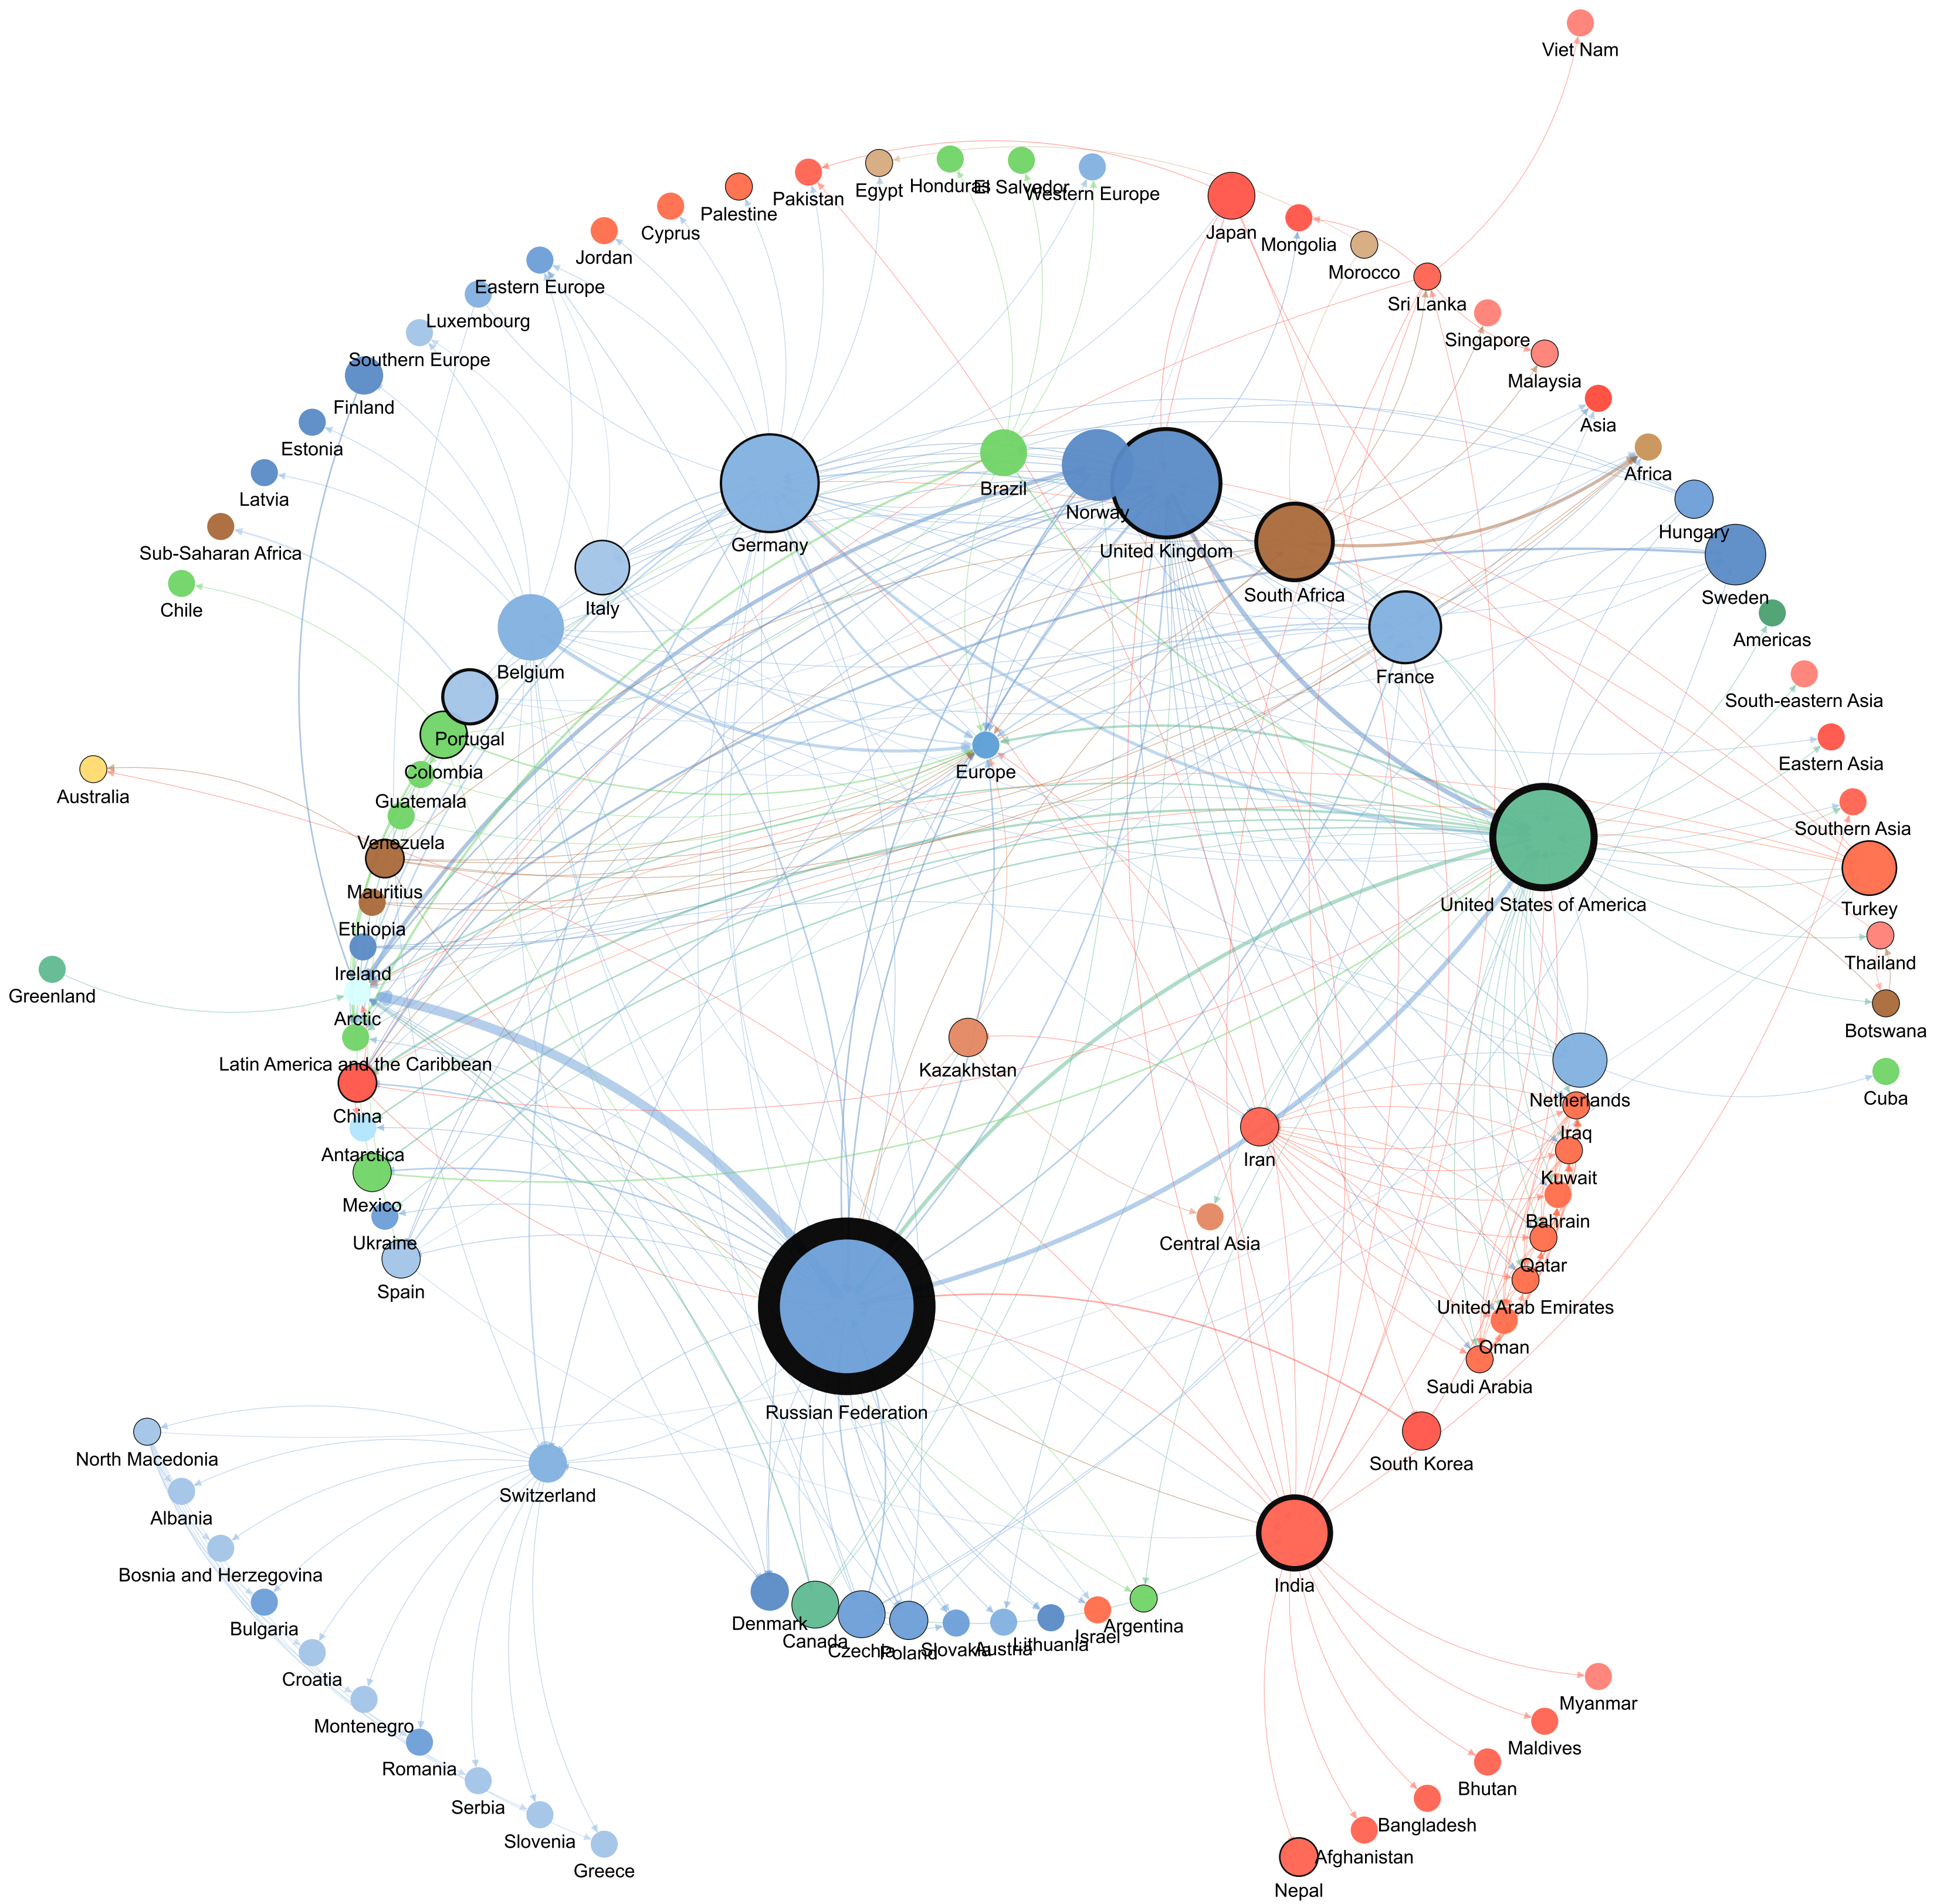 Viet Nam
Pakistan
Egypt
Honduras
El Salvador
Western Europe
Palestine
Cyprus
Jordan
Japan
Mongolia
Morocco
Eastern Europe
Sri Lanka
Luxembourg
Singapore
Southern Europe
Malaysia
Finland
Asia
Estonia
Africa
Latvia
Brazil
Norway
Hungary
Germany
United Kingdom
Sub-Saharan Africa
South Africa
Sweden
Chile
Italy
Americas
Belgium
France
South-eastern Asia
Portugal
Eastern Asia
Colombia
Europe
Australia
Guatemala
Southern Asia
Venezuela
Mauritius
United States of America
Turkey
Ethiopia
Thailand
Ireland
Greenland
Arctic
Botswana
Latin America and the Caribbean
Kazakhstan
China
Netherlands
Cuba
Iraq
Antarctica
Iran
Kuwait
Mexico
Bahrain
Ukraine
Central Asia
Qatar
Spain
United Arab Emirates
Oman
Saudi Arabia
Russian Federation
North Macedonia
South Korea
Switzerland
Albania
Bosnia and Herzegovina
India
Denmark
Canada
Czechia
Poland
Slovakia
Austria
Lithuania
Israel
Argentina
Bulgaria
Croatia
Myanmar
Montenegro
Maldives
Romania
Bhutan
Serbia
Bangladesh
Slovenia
Afghanistan
Greece
Nepal